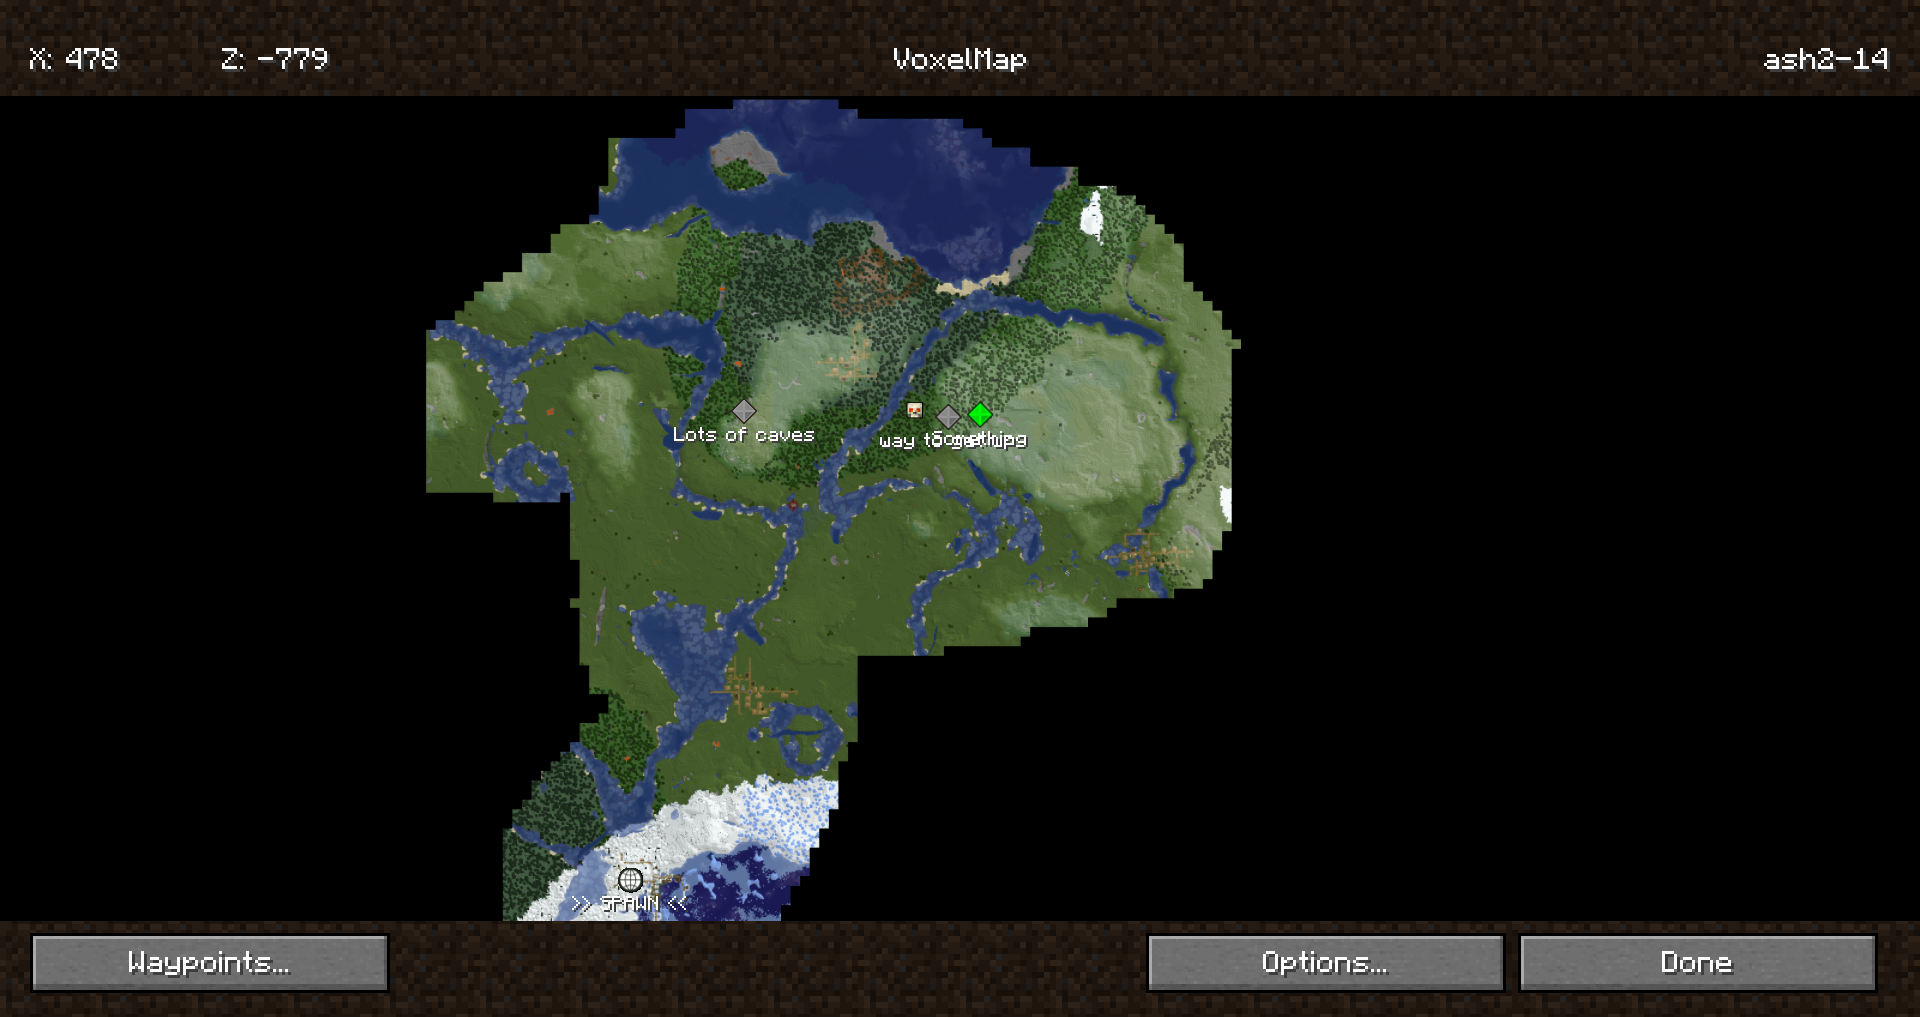 X: 478 Z: -779 VoxelMap ash2-14
Lots of caves
way to
>> SPAWN <<
Waypoints... Options... Done